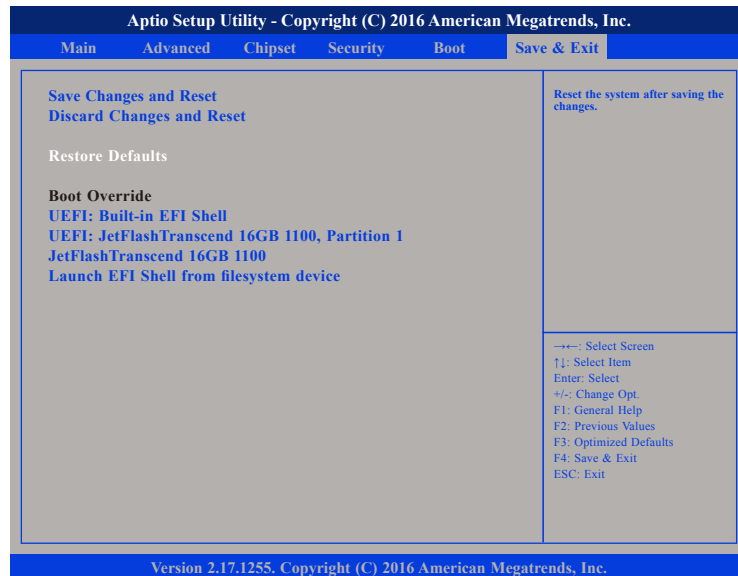 Aptio Setup Utility - Copyright (C) 2016 American Megatrends, Inc.
Main Advanced Chipset Security Boot Save & Exit
Save Changes and Reset
Discard Changes and Reset
Restore Defaults
Boot Override
UEFI: Built-in EFI Shell
UEFI: JetFlashTranscend 16GB 1100, Partition 1
JetFlashTranscend 16GB 1100
Launch EFI Shell from filesystem device
Reset the system after saving the
changes.
→←: Select Screen
↑↓: Select Item
Enter: Select
+/-: Change Opt.
F1: General Help
F2: Previous Values
F3: Optimized Defaults
F4: Save & Exit
ESC: Exit
Version 2.17.1255. Copyright (C) 2016 American Megatrends, Inc.